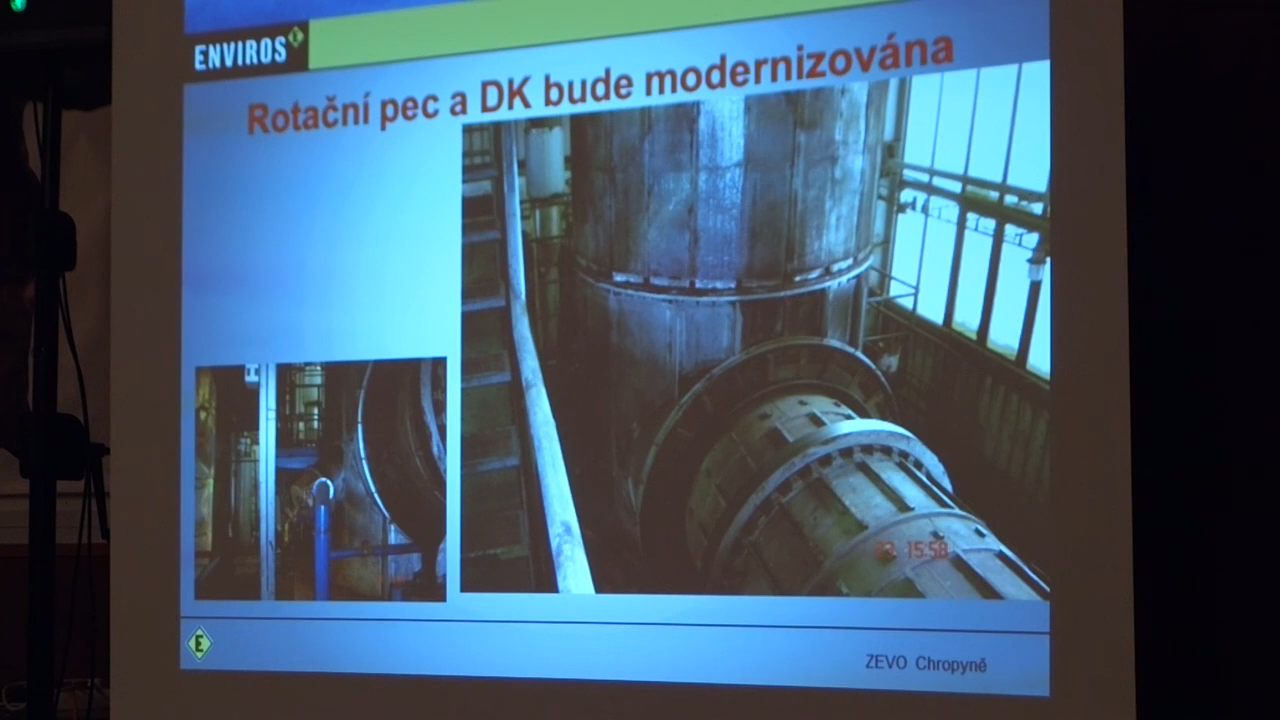 ENVIROS E
Rotační pec a DK bude modernizována
15:58
E
ZEVO Chropyně